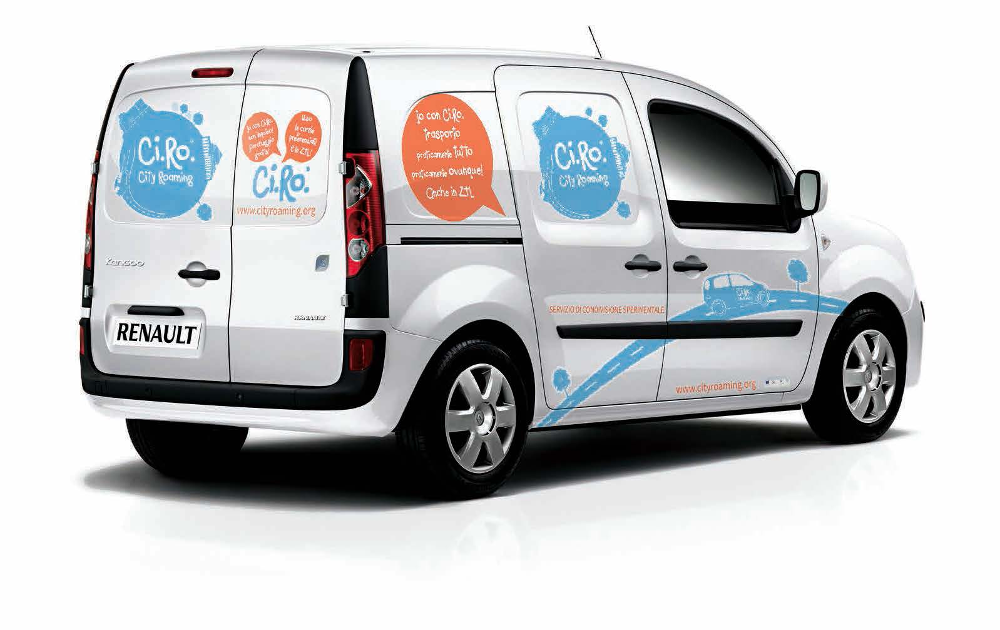 Ci.Ro.
City Roaming
io con Ci.Ro.
non inquino!
parcheggio
gratis!
Uso
le corsie
preferenziali
e le ZTL!
Ci.Ro.
www.cityroaming.org
Kangoo
RENAULT
RENAULT
Io con Ci.Ro.
trasporto
praticamente tutto
praticamente ovunque!
Anche in ZTL
Ci.Ro.
City Roaming
SERVIZIO DI CONDIVISIONE SPERIMENTALE
Ci.Ro.
www.cityroaming.org